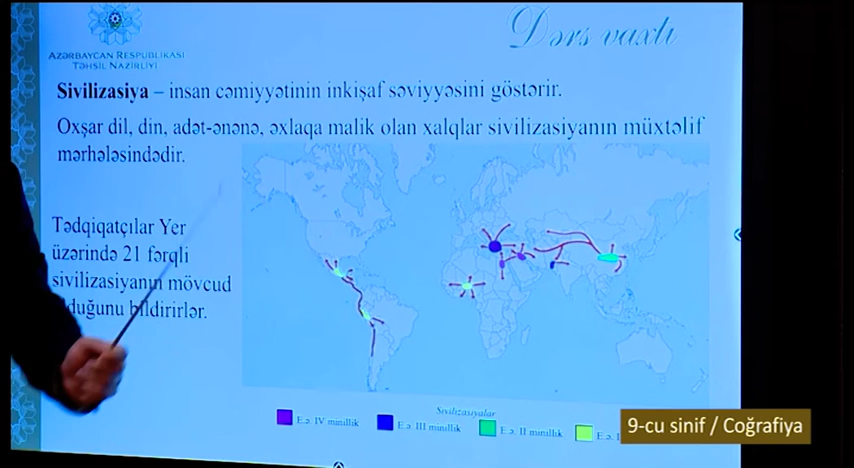 Dərs vaxtı
AZƏRBAYCAN RESPUBLİKASI
TƏHSİL NAZİRLİYİ
Sivilizasiya – insan cəmiyyətinin inkişaf səviyyəsini göstərir.
Oxşar dil, din, adət-ənənə, əxlaqa malik olan xalqlar sivilizasiyanın müxtəlif
mərhələsindədir.
Tədqiqatçılar Yer
üzərində 21 fərqli
sivilizasiyanın mövcud
bildirirlər.
Sivilizasiyalar
E.ə. IV minillik
E.ə. III minillik
E.ə. II minillik
E.ə.
9-cu sinif / Coğrafiya